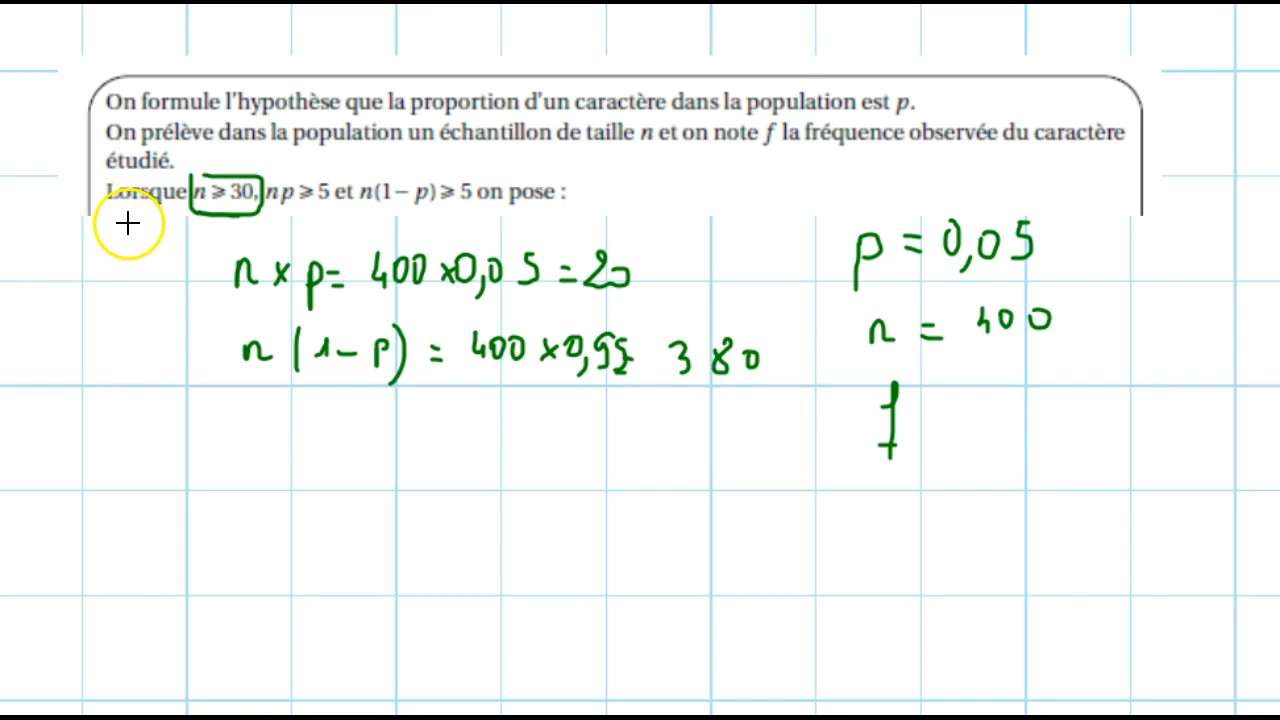 On formule l'hypothèse que la proportion d'un caractère dans la population est p.
On prélève dans la population un échantillon de taille n et on note f la fréquence observée du caractère
étudié.
Lorsque n ⩾ 30, np ⩾ 5 et n(1 − p) ⩾ 5 on pose :
n × p = 400 × 0,05 = 20
n (1 − p) = 400 × 0,95 380
p = 0,05
n = 400
f